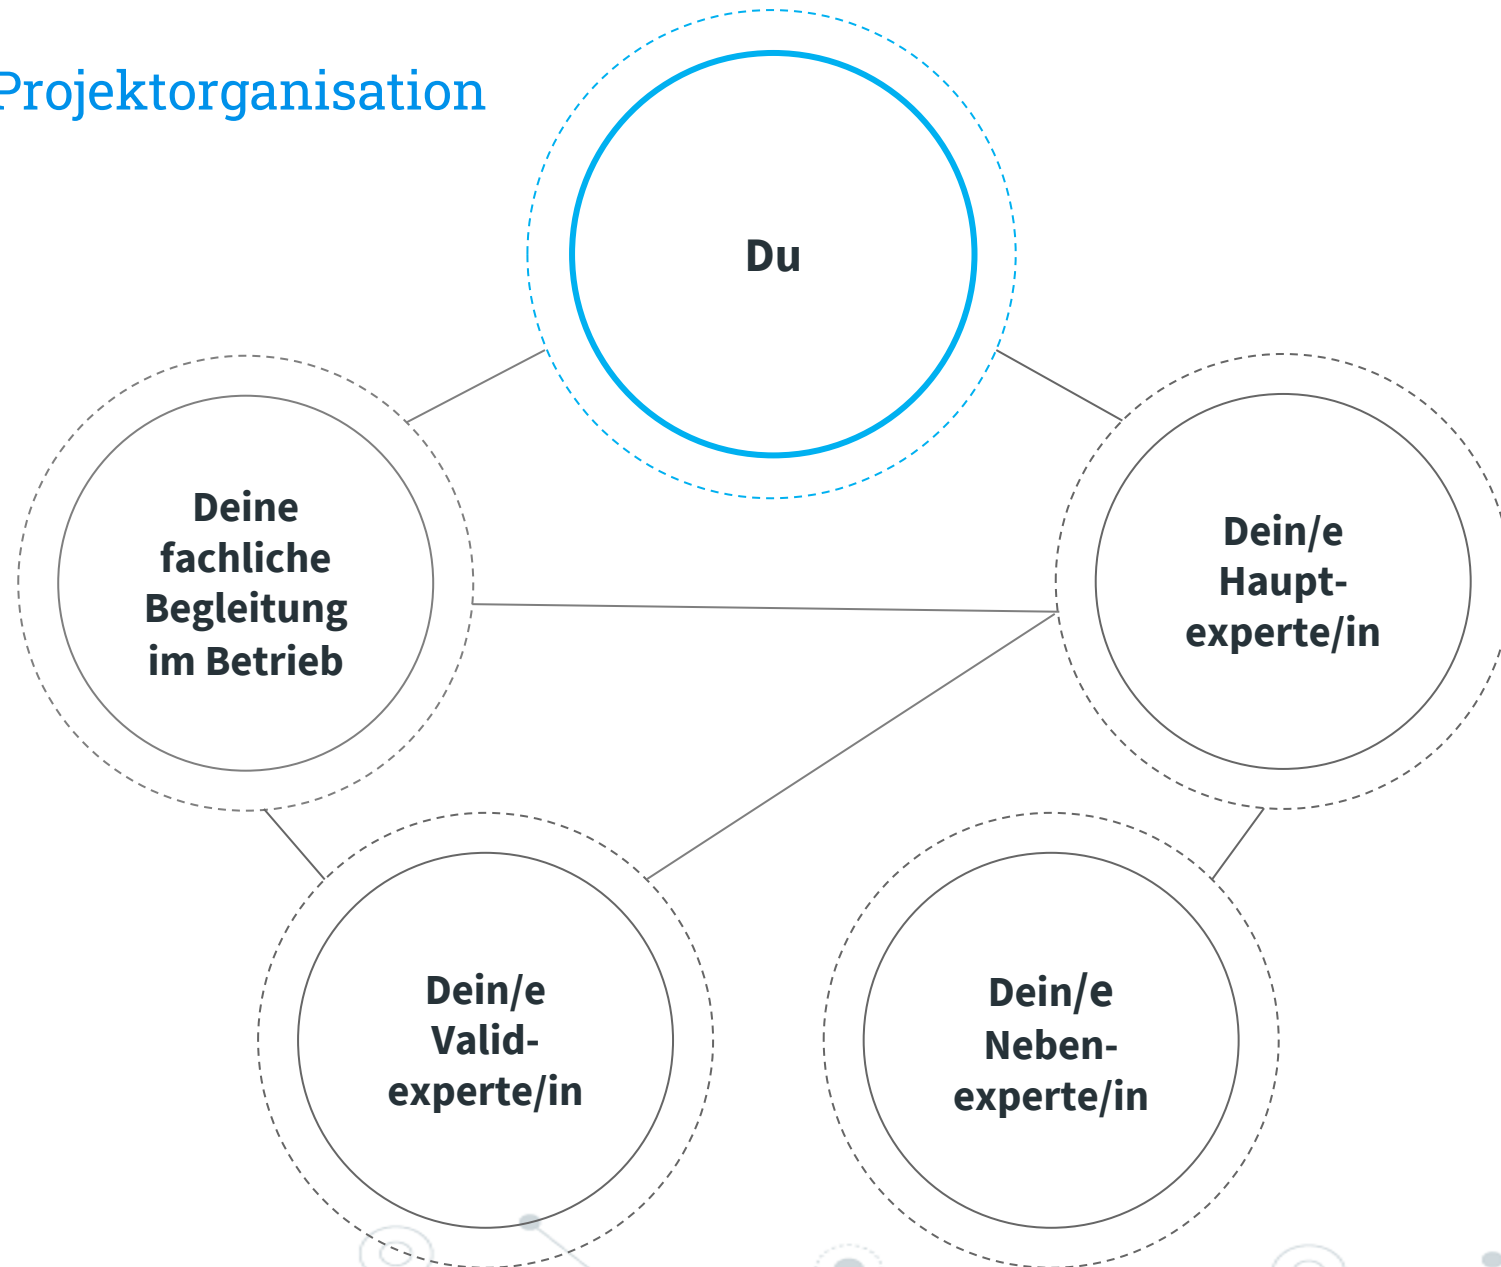 Projektorganisation
Du
Deine
fachliche
Begleitung
im Betrieb
Dein/e
Haupt-
experte/in
Dein/e
Valid-
experte/in
Dein/e
Neben-
experte/in